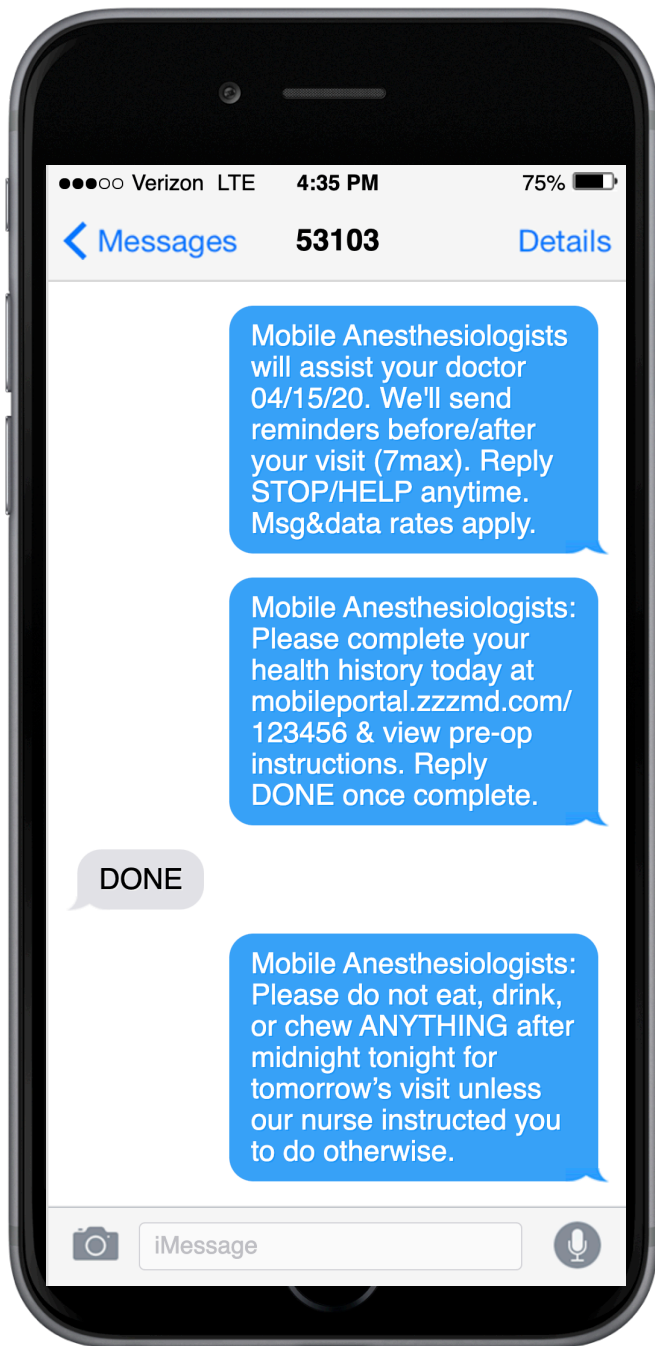 Verizon LTE 4:35 PM 75%
Messages 53103 Details
Mobile Anesthesiologists
will assist your doctor
04/15/20. We'll send
reminders before/after
your visit (7max). Reply
STOP/HELP anytime.
Msg&data rates apply.
Mobile Anesthesiologists:
Please complete your
health history today at
mobileportal.zzzmd.com/
123456 & view pre-op
instructions. Reply
DONE once complete.
DONE
Mobile Anesthesiologists:
Please do not eat, drink,
or chew ANYTHING after
midnight tonight for
tomorrow’s visit unless
our nurse instructed you
to do otherwise.
iMessage